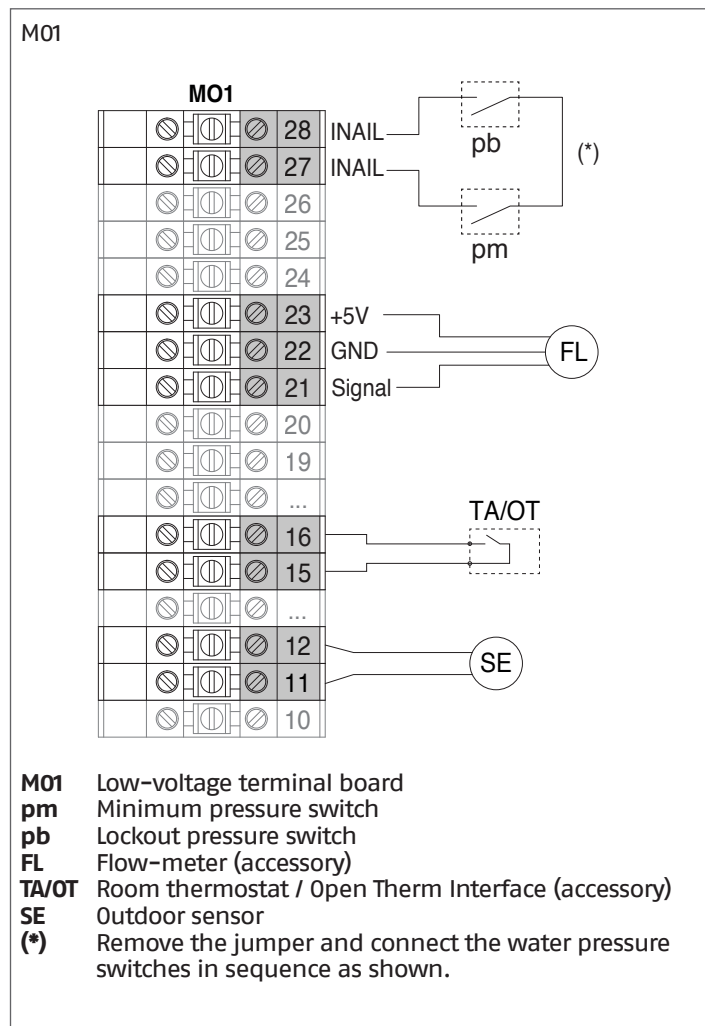 M01
MO1
28 INAIL
pb
(*)
27 INAIL
26
25
pm
24
23 +5V
22 GND
FL
21 Signal
20
19
...
TA/OT
16
15
...
12
SE
11
10
M01 Low-voltage terminal board
pm Minimum pressure switch
pb Lockout pressure switch
FL Flow-meter (accessory)
TA/OT Room thermostat / Open Therm Interface (accessory)
SE Outdoor sensor
(*) Remove the jumper and connect the water pressure
switches in sequence as shown.